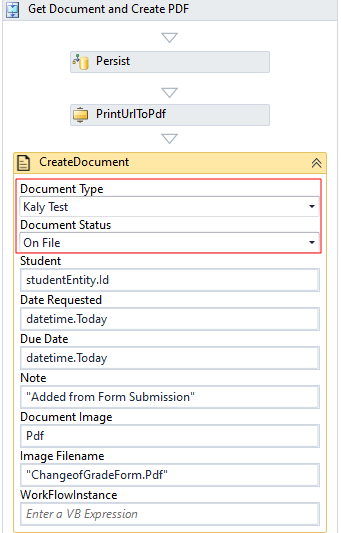 Get Document and Create PDF
Persist
PrintUrlToPdf
CreateDocument
Document Type
Kaly Test
Document Status
On File
Student
studentEntity.Id
Date Requested
datetime.Today
Due Date
datetime.Today
Note
"Added from Form Submission"
Document Image
Pdf
Image Filename
"ChangeofGradeForm.Pdf"
WorkFlowInstance
Enter a VB Expression